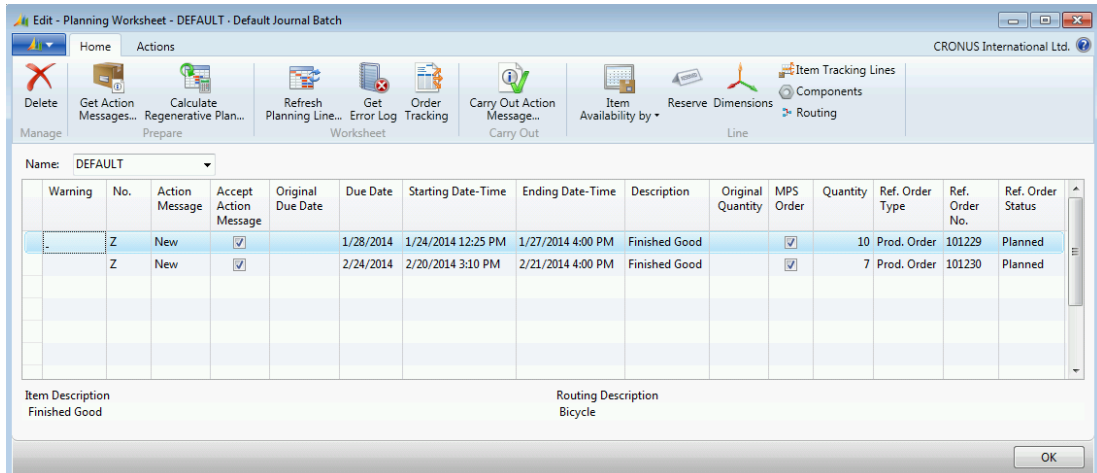 Edit - Planning Worksheet - DEFAULT · Default Journal Batch
Home Actions CRONUS International Ltd.
Delete
Get Action Messages...
Calculate Regenerative Plan...
Refresh Planning Line...
Get Error Log
Order Tracking
Carry Out Action Message...
Item Availability by
Reserve
Dimensions
Item Tracking Lines
Components
Routing
Manage Prepare Worksheet Carry Out Line
Name: DEFAULT
Warning No. Action Message Accept Action Message Original Due Date Due Date Starting Date-Time Ending Date-Time Description Original Quantity MPS Order Quantity Ref. Order Type Ref. Order No. Ref. Order Status
Z New 1/28/2014 1/24/2014 12:25 PM 1/27/2014 4:00 PM Finished Good 10 Prod. Order 101229 Planned
Z New 2/24/2014 2/20/2014 3:10 PM 2/21/2014 4:00 PM Finished Good 7 Prod. Order 101230 Planned
Item Description Routing Description
Finished Good Bicycle
OK